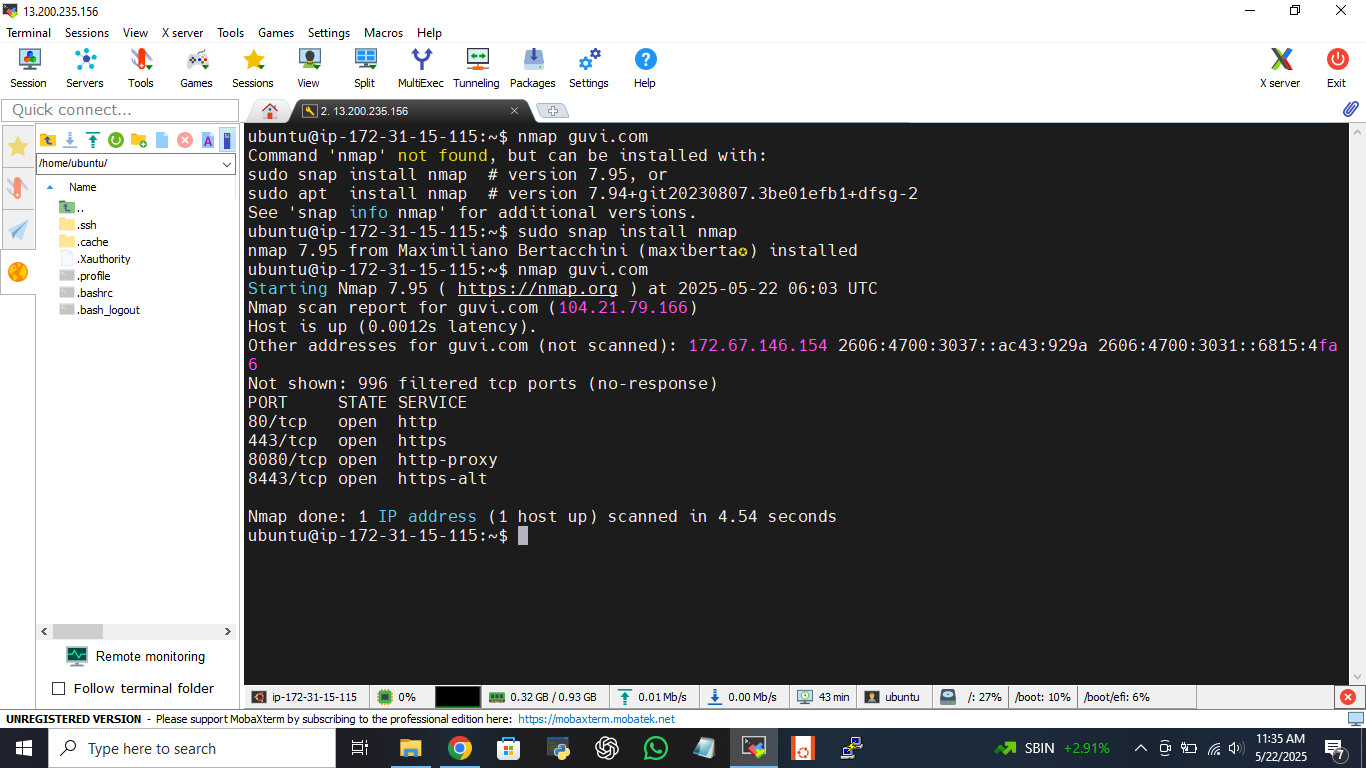 13.200.235.156
Terminal Sessions View X server Tools Games Settings Macros Help
Session Servers Tools Games Sessions View Split MultiExec Tunneling Packages Settings Help X server Exit
Quick connect...
2. 13.200.235.156
/home/ubuntu/
Name
..
.ssh
.cache
.Xauthority
.profile
.bashrc
.bash_logout
Remote monitoring
Follow terminal folder
ubuntu@ip-172-31-15-115:~$ nmap guvi.com
Command 'nmap' not found, but can be installed with:
sudo snap install nmap  # version 7.95, or
sudo apt  install nmap  # version 7.94+git20230807.3be01efb1+dfsg-2
See 'snap info nmap' for additional versions.
ubuntu@ip-172-31-15-115:~$ sudo snap install nmap
nmap 7.95 from Maximiliano Bertacchini (maxiberta✪) installed
ubuntu@ip-172-31-15-115:~$ nmap guvi.com
Starting Nmap 7.95 ( https://nmap.org ) at 2025-05-22 06:03 UTC
Nmap scan report for guvi.com (104.21.79.166)
Host is up (0.0012s latency).
Other addresses for guvi.com (not scanned): 172.67.146.154 2606:4700:3037::ac43:929a 2606:4700:3031::6815:4fa
6
Not shown: 996 filtered tcp ports (no-response)
PORT     STATE SERVICE
80/tcp   open  http
443/tcp  open  https
8080/tcp open  http-proxy
8443/tcp open  https-alt
Nmap done: 1 IP address (1 host up) scanned in 4.54 seconds
ubuntu@ip-172-31-15-115:~$
ip-172-31-15-115 0% 0.32 GB / 0.93 GB 0.01 Mb/s 0.00 Mb/s 43 min ubuntu /: 27% /boot: 10% /boot/efi: 6%
UNREGISTERED VERSION - Please support MobaXterm by subscribing to the professional edition here: https://mobaxterm.mobatek.net
Type here to search
SBIN +2.91%
11:35 AM
5/22/2025
7